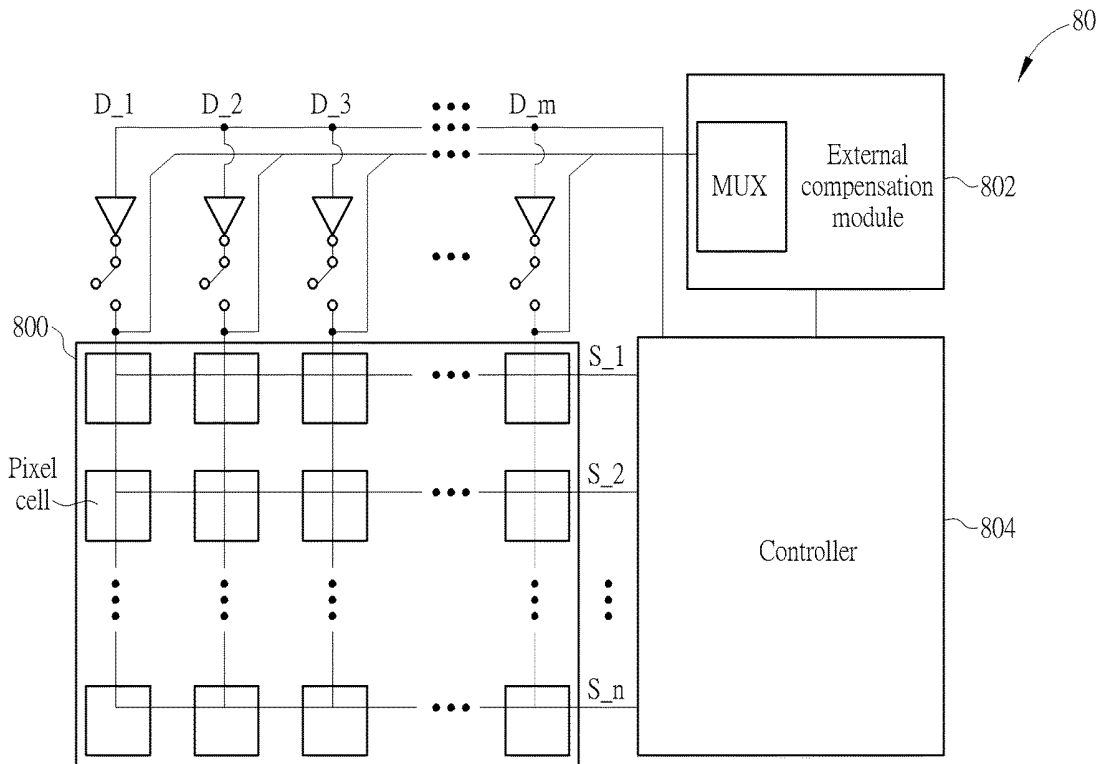 80
D_1
D_2
D_3
D_m
MUX
External
compensation
module
802
800
S_1
Pixel
cell
S_2
Controller
804
S_n